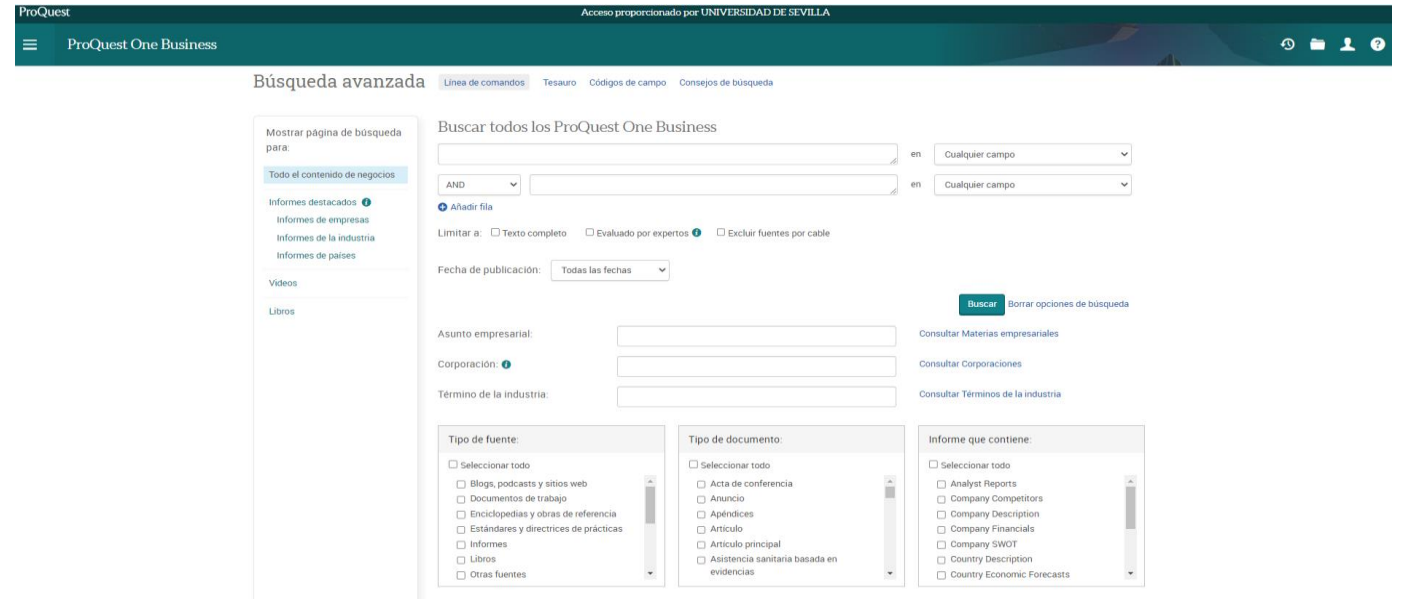 ProQuest
Acceso proporcionado por UNIVERSIDAD DE SEVILLA
ProQuest One Business
Búsqueda avanzada
Línea de comandos Tesauro Códigos de campo Consejos de búsqueda
Mostrar página de búsqueda
para:
Todo el contenido de negocios
Informes destacados
Informes de empresas
Informes de la industria
Informes de países
Videos
Libros
Buscar todos los ProQuest One Business
en Cualquier campo
AND en Cualquier campo
Añadir fila
Limitar a: Texto completo Evaluado por expertos Excluir fuentes por cable
Fecha de publicación: Todas las fechas
Buscar Borrar opciones de búsqueda
Asunto empresarial: Consultar Materias empresariales
Corporación: Consultar Corporaciones
Término de la industria: Consultar Términos de la industria
Tipo de fuente:
Seleccionar todo
Blogs, podcasts y sitios web
Documentos de trabajo
Enciclopedias y obras de referencia
Estándares y directrices de prácticas
Informes
Libros
Otras fuentes
Tipo de documento:
Seleccionar todo
Acta de conferencia
Anuncio
Apéndices
Artículo
Artículo principal
Asistencia sanitaria basada en
evidencias
Informe que contiene:
Seleccionar todo
Analyst Reports
Company Competitors
Company Description
Company Financials
Company SWOT
Country Description
Country Economic Forecasts